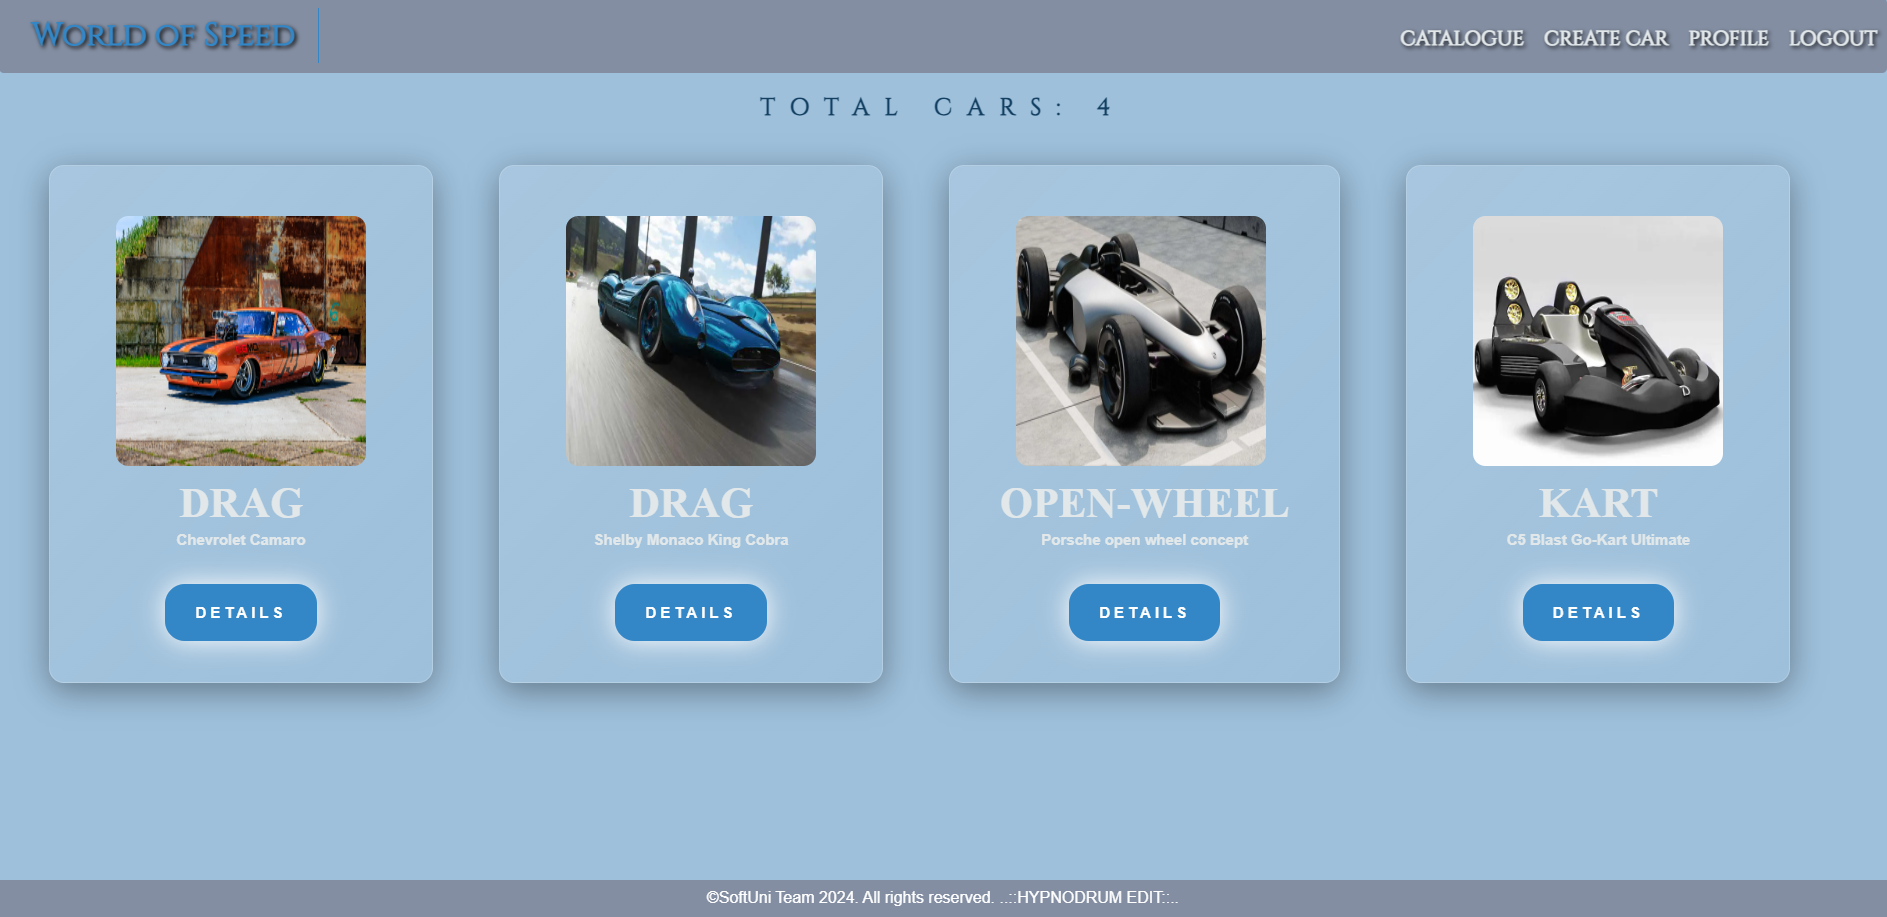 World of Speed
CATALOGUE CREATE CAR PROFILE LOGOUT
TOTAL CARS: 4
DRAG
Chevrolet Camaro
DETAILS
DRAG
Shelby Monaco King Cobra
DETAILS
OPEN-WHEEL
Porsche open wheel concept
DETAILS
KART
C5 Blast Go-Kart Ultimate
DETAILS
©SoftUni Team 2024. All rights reserved. ..::HYPNODRUM EDIT::..